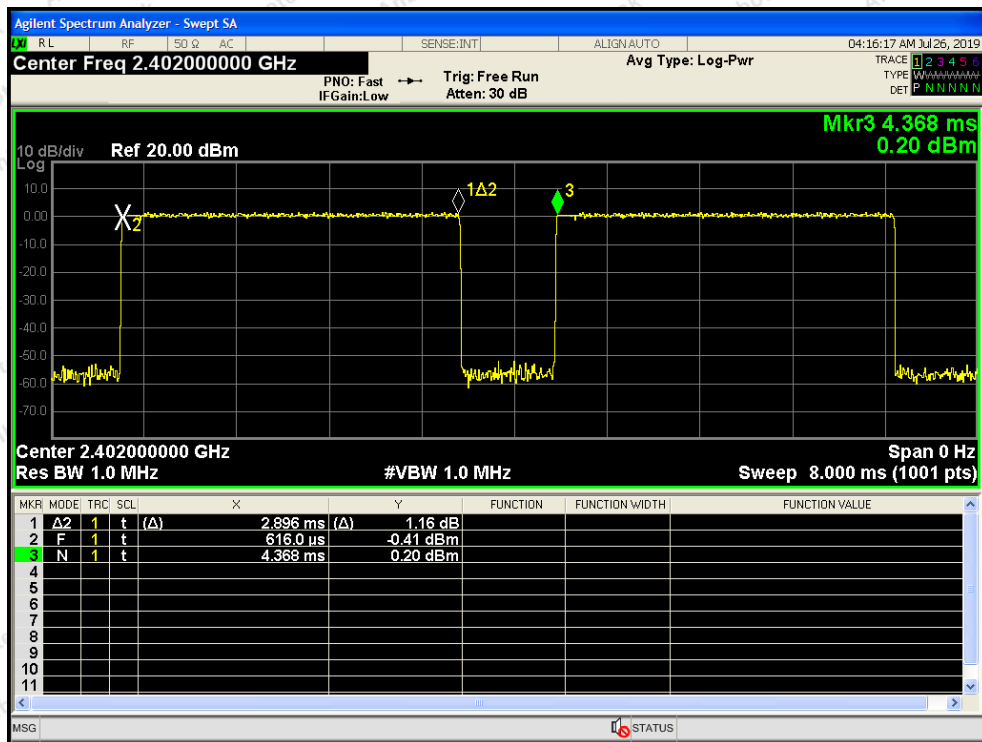 Agilent Spectrum Analyzer - Swept SA
LXI RL RF 50 Ω AC SENSE:INT ALIGN AUTO 04:16:17 AM Jul 26, 2019
Center Freq 2.402000000 GHz
PNO: Fast
IFGain:Low
Trig: Free Run
Atten: 30 dB
Avg Type: Log-Pwr
TRACE 1 2 3 4 5 6
TYPE WWWWWW
DET P N N N N N
Mkr3 4.368 ms
0.20 dBm
10 dB/div Ref 20.00 dBm
Log
10.0
0.00
-10.0
-20.0
-30.0
-40.0
-50.0
-60.0
-70.0
2
1Δ2
3
Center 2.402000000 GHz Span 0 Hz
Res BW 1.0 MHz #VBW 1.0 MHz Sweep 8.000 ms (1001 pts)
MKR MODE TRC SCL X Y FUNCTION FUNCTION WIDTH FUNCTION VALUE
1 Δ2 1 t (Δ) 2.896 ms (Δ) 1.16 dB
2 F 1 t 616.0 µs -0.41 dBm
3 N 1 t 4.368 ms 0.20 dBm
4
5
6
7
8
9
10
11
MSG STATUS